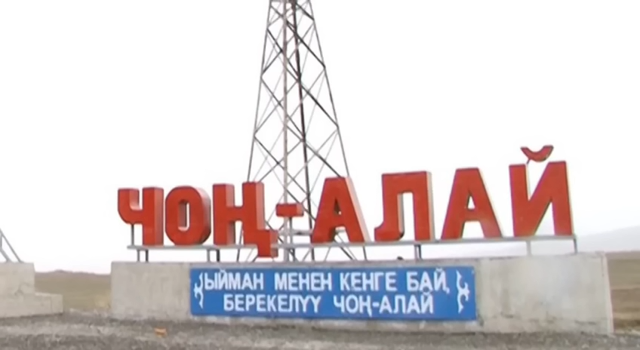 ЧОҢ-АЛАЙ
ЫЙМАН МЕНЕН КЕНГЕ БАЙ,
БЕРЕКЕЛҮҮ ЧОҢ-АЛАЙ